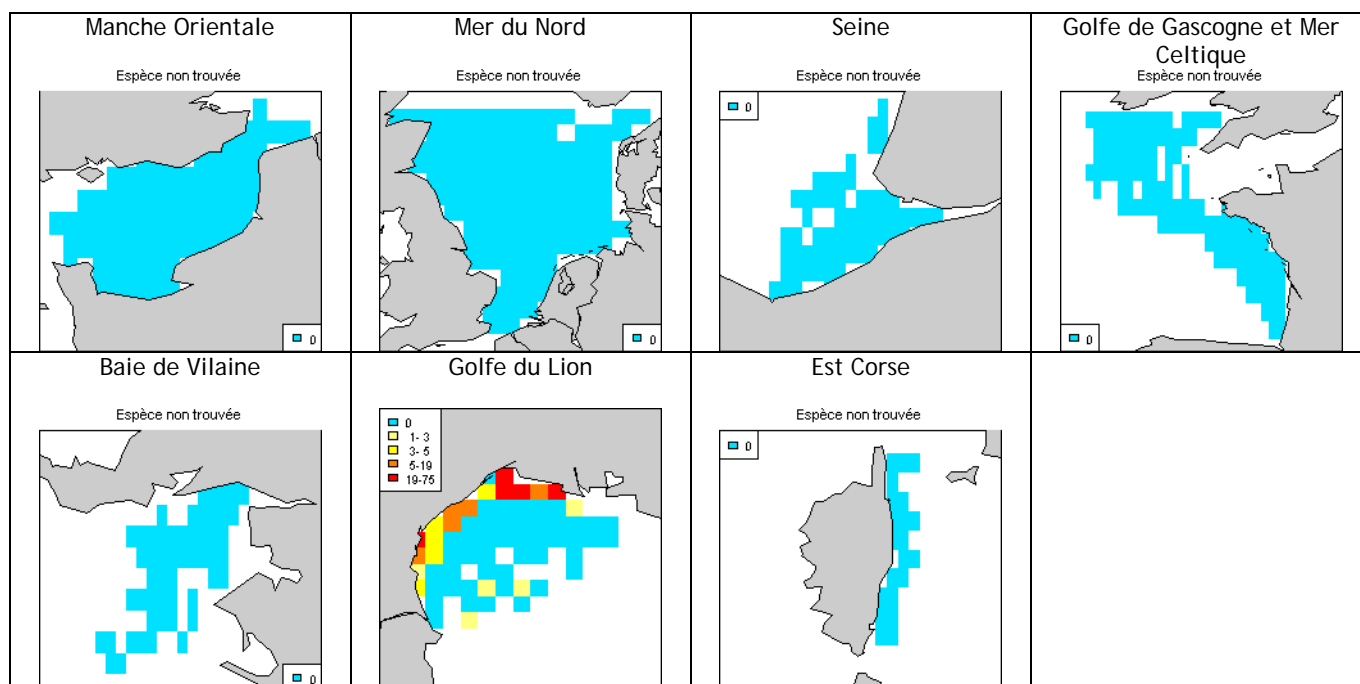 Manche Orientale
Espèce non trouvée
0
Mer du Nord
Espèce non trouvée
0
Seine
Espèce non trouvée
0
Golfe de Gascogne et Mer
Celtique
Espèce non trouvée
0
Baie de Vilaine
Espèce non trouvée
0
Golfe du Lion
0
1- 3
3- 5
5-19
19-75
Est Corse
Espèce non trouvée
0